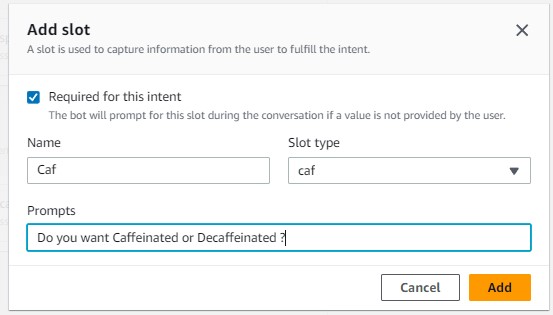 Add slot
A slot is used to capture information from the user to fulfill the intent.
Required for this intent
The bot will prompt for this slot during the conversation if a value is not provided by the user.
Name
Slot type
Caf
caf
Prompts
Do you want Caffeinated or Decaffeinated ?
Cancel
Add